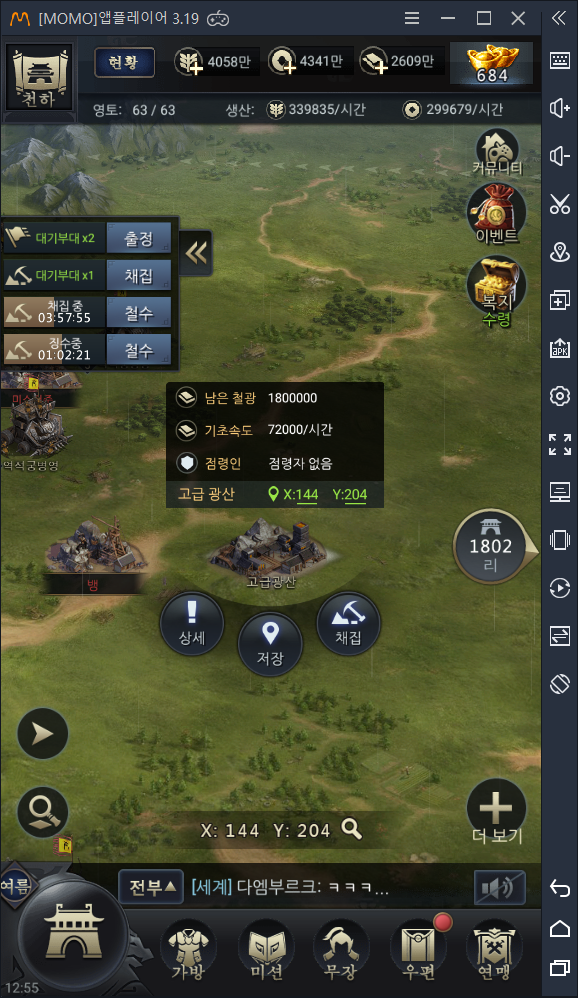 [MOMO]앱플레이어 3.19
천하
현황
4058만
4341만
2609만
684
영토: 63 / 63
생산:
339835/시간
299679/시간
커뮤니티
이벤트
복지
수령
대기부대 x2
출정
대기부대 x1
채집
채집 중
03:57:55
철수
징수중
01:02:21
철수
남은 철광 1800000
기초속도 72000/시간
점령인 점령자 없음
고급 광산 X:144 Y:204
1802
리
뱀
고급광산
상세
저장
채집
X: 144 Y: 204
더 보기
여름
전부
[세계] 다엠부르크: ㅋㅋㅋ...
가방
미션
무장
우편
연맹
12:55
APK